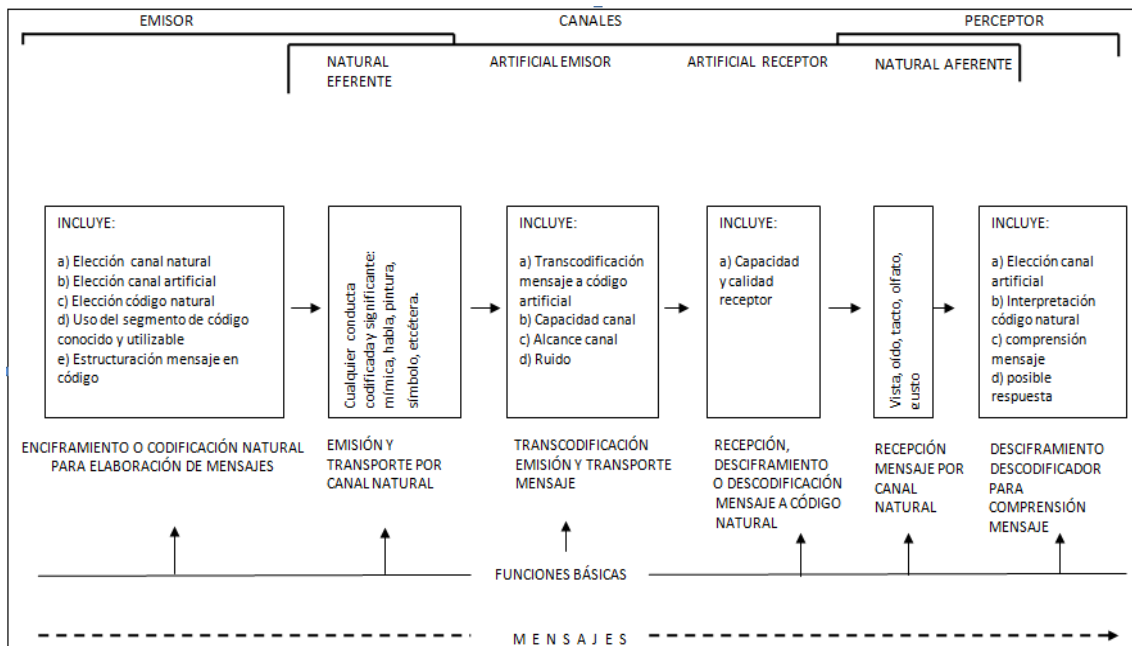 EMISOR
CANALES
PERCEPTOR
NATURAL
EFERENTE
ARTIFICIAL EMISOR
ARTIFICIAL RECEPTOR
NATURAL AFERENTE
INCLUYE:
a) Elección canal natural
b) Elección canal artificial
c) Elección código natural
d) Uso del segmento de código
conocido y utilizable
e) Estructuración mensaje en
código
Cualquier conducta
codificada y significante:
mímica, habla, pintura,
símbolo, etcétera.
INCLUYE:
a) Transcodificación
mensaje a código
artificial
b) Capacidad canal
c) Alcance canal
d) Ruido
INCLUYE:
a) Capacidad
y calidad
receptor
Vista, oído, tacto, olfato,
gusto
INCLUYE:
a) Elección canal
artificial
b) Interpretación
código natural
c) comprensión
mensaje
d) posible
respuesta
ENCIFRAMIENTO O CODIFICACIÓN NATURAL
PARA ELABORACIÓN DE MENSAJES
EMISIÓN Y
TRANSPORTE POR
CANAL NATURAL
TRANSCODIFICACIÓN
EMISIÓN Y TRANSPORTE
MENSAJE
RECEPCIÓN,
DESCIFRAMIENTO
O DESCODIFICACIÓN
MENSAJE A CÓDIGO
NATURAL
RECEPCIÓN
MENSAJE POR
CANAL
NATURAL
DESCIFRAMIENTO
DESCODIFICADOR
PARA
COMPRENSIÓN
MENSAJE
FUNCIONES BÁSICAS
M E N S A J E S